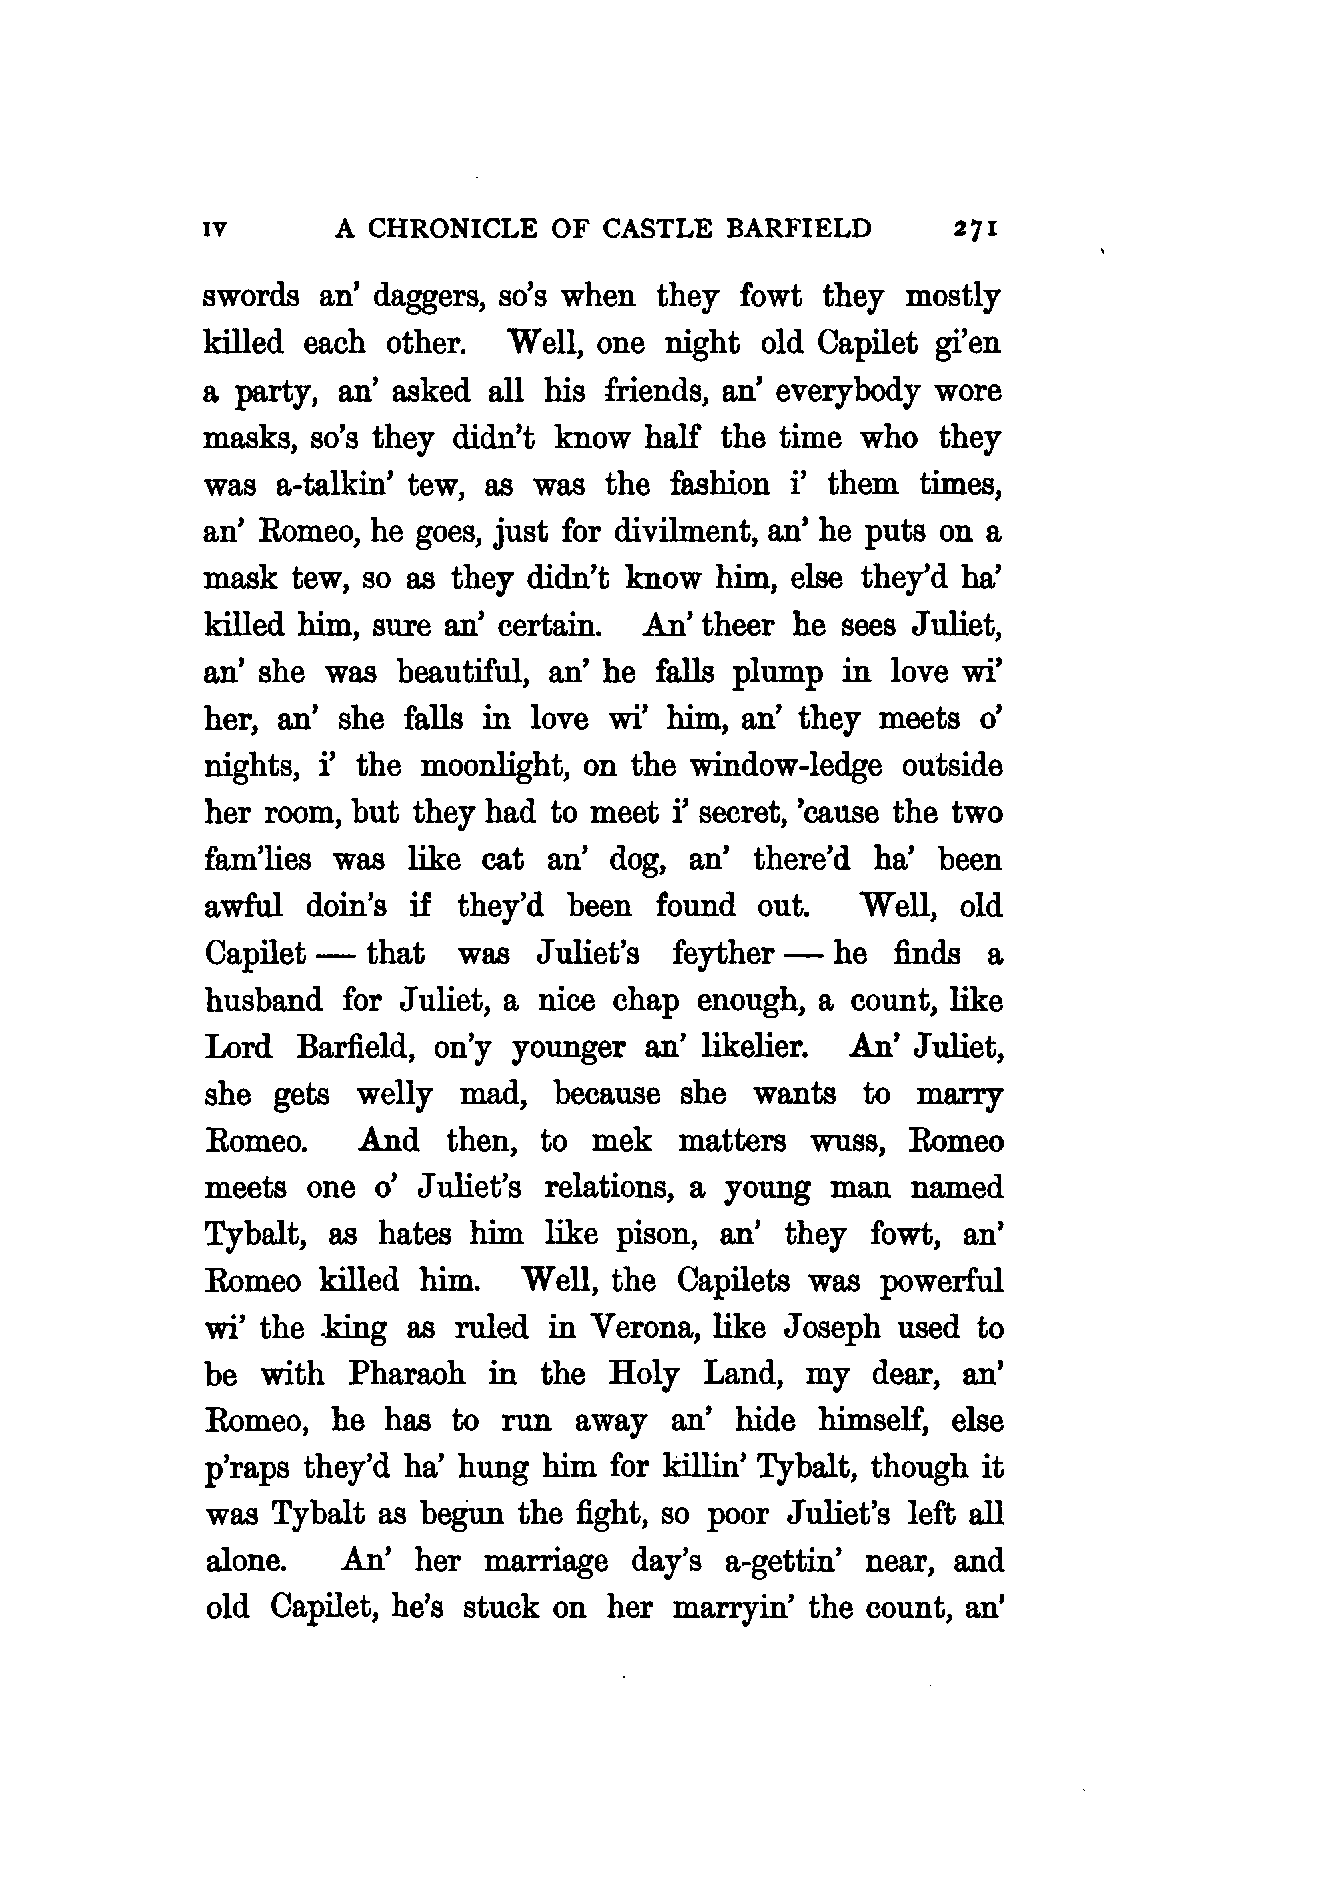 IV A CHRONICLE OF CASTLE BARFIELD 271
swords an' daggers, so's when they fowt they mostly
killed each other. Well, one night old Capilet gi'en
a party, an' asked all his friends, an' everybody wore
masks, so's they didn't know half the time who they
was a-talkin' tew, as was the fashion i' them times,
an' Romeo, he goes, just for divilment, an' he puts on a
mask tew, so as they didn't know him, else they'd ha'
killed him, sure an' certain. An' theer he sees Juliet,
an' she was beautiful, an' he falls plump in love wi'
her, an' she falls in love wi' him, an' they meets o'
nights, i' the moonlight, on the window-ledge outside
her room, but they had to meet i' secret, 'cause the two
fam'lies was like cat an' dog, an' there'd ha' been
awful doin's if they'd been found out. Well, old
Capilet — that was Juliet's feyther — he finds a
husband for Juliet, a nice chap enough, a count, like
Lord Barfield, on'y younger an' likelier. An' Juliet,
she gets welly mad, because she wants to marry
Romeo. And then, to mek matters wuss, Romeo
meets one o' Juliet's relations, a young man named
Tybalt, as hates him like pison, an' they fowt, an'
Romeo killed him. Well, the Capilets was powerful
wi' the king as ruled in Verona, like Joseph used to
be with Pharaoh in the Holy Land, my dear, an'
Romeo, he has to run away an' hide himself, else
p'raps they'd ha' hung him for killin' Tybalt, though it
was Tybalt as begun the fight, so poor Juliet's left all
alone. An' her marriage day's a-gettin' near, and
old Capilet, he's stuck on her marryin' the count, an'